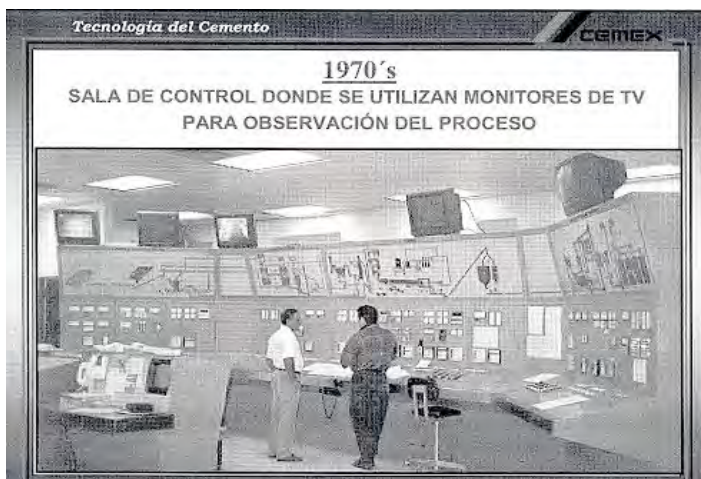 Tecnología del Cemento
CEMEX
1970´s
SALA DE CONTROL DONDE SE UTILIZAN MONITORES DE TV
PARA OBSERVACIÓN DEL PROCESO